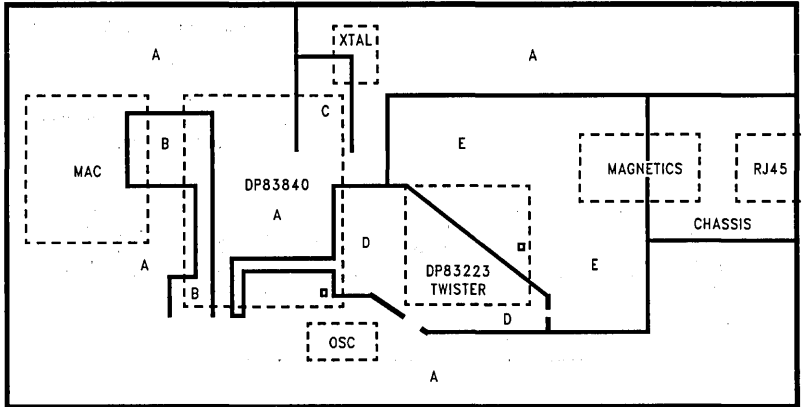 XTAL
A
A
C
B
E
MAC
MAGNETICS
RJ45
DP83840
A
CHASSIS
D
A
E
DP83223
TWISTER
B
D
OSC
A